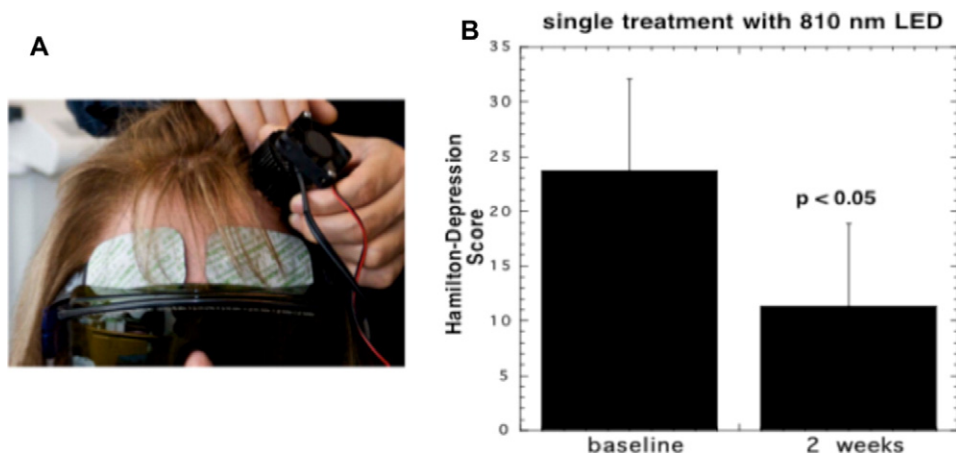 A
B
single treatment with 810 nm LED
Hamilton-Depression
Score
35
30
25
20
15
10
5
0
p < 0.05
baseline
2 weeks